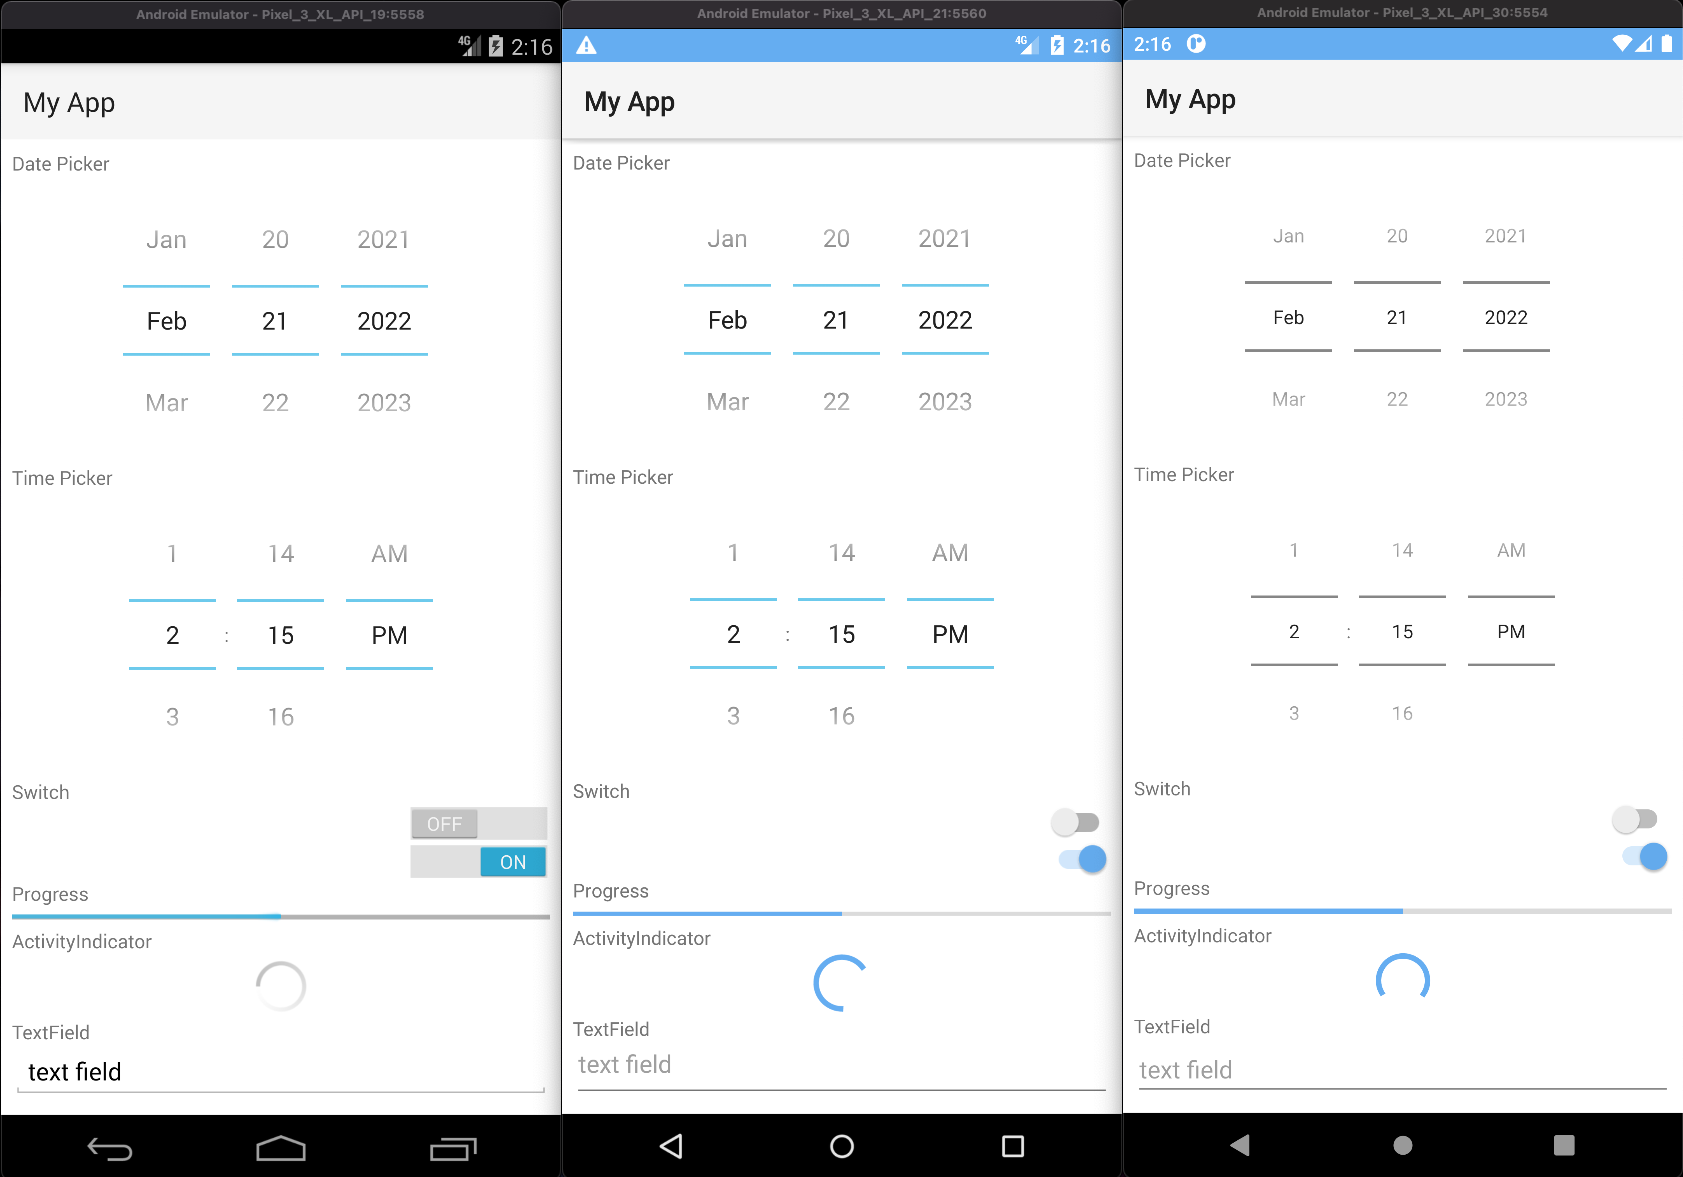 Android Emulator - Pixel_3_XL_API_19:5558
4G 2:16
My App
Date Picker
Jan 20 2021
Feb 21 2022
Mar 22 2023
Time Picker
1 14 AM
2 : 15 PM
3 16
Switch
OFF
ON
Progress
ActivityIndicator
TextField
text field
Android Emulator - Pixel_3_XL_API_21:5560
4G 2:16
My App
Date Picker
Jan 20 2021
Feb 21 2022
Mar 22 2023
Time Picker
1 14 AM
2 : 15 PM
3 16
Switch
Progress
ActivityIndicator
TextField
text field
Android Emulator - Pixel_3_XL_API_30:5554
2:16
My App
Date Picker
Jan 20 2021
Feb 21 2022
Mar 22 2023
Time Picker
1 14 AM
2 : 15 PM
3 16
Switch
Progress
ActivityIndicator
TextField
text field